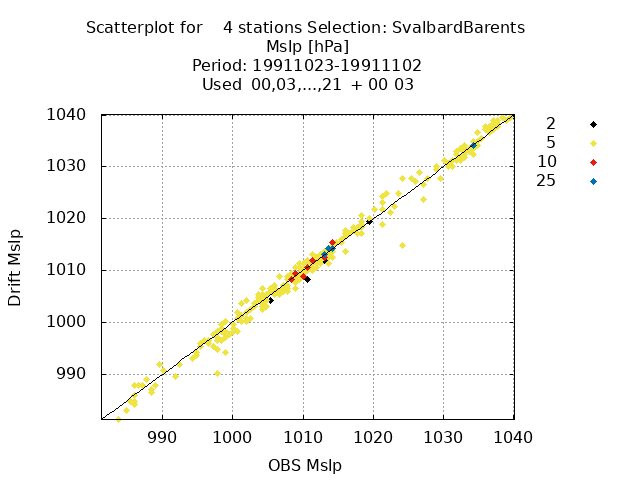 Scatterplot for    4 stations Selection: SvalbardBarents
Mslp [hPa]
Period: 19911023-19911102
Used  00,03,...,21  + 00 03
1040
1030
1020
1010
1000
990
Drift Mslp
990 1000 1010 1020 1030 1040
OBS Mslp
2
5
10
25